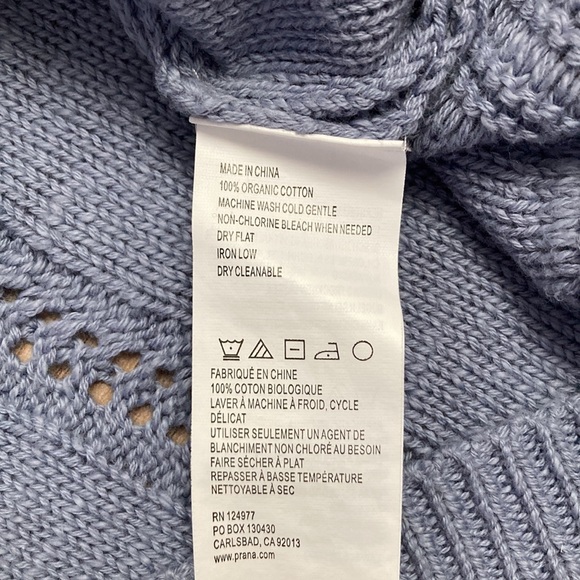 MADE IN CHINA
100% ORGANIC COTTON
MACHINE WASH COLD GENTLE
NON-CHLORINE BLEACH WHEN NEEDED
DRY FLAT
IRON LOW
DRY CLEANABLE
FABRIQUÉ EN CHINE
100% COTON BIOLOGIQUE
LAVER À MACHINE À FROID, CYCLE
DÉLICAT
UTILISER SEULEMENT UN AGENT DE
BLANCHIMENT NON CHLORÉ AU BESOIN
FAIRE SÉCHER À PLAT
REPASSER À BASSE TEMPÉRATURE
NETTOYABLE À SEC
RN 124977
PO BOX 130430
CARLSBAD, CA 92013
www.prana.com